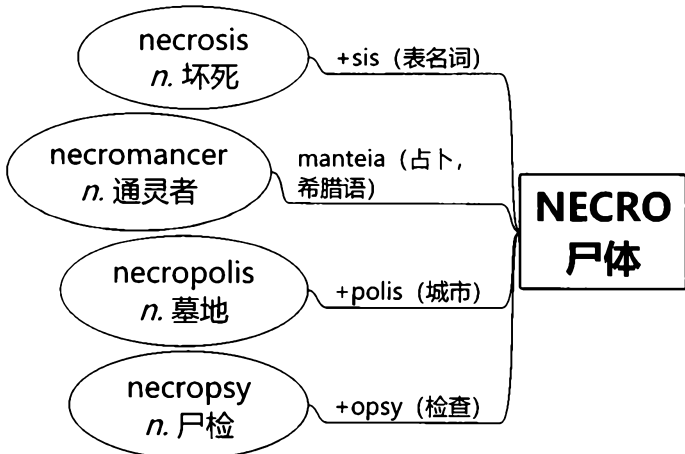 necrosis
n. 坏死
+sis（表名词）
necromancer
n. 通灵者
manteia（占卜，
希腊语）
NECRO
尸体
necropolis
n. 墓地
+polis（城市）
necropsy
n. 尸检
+opsy（检查）